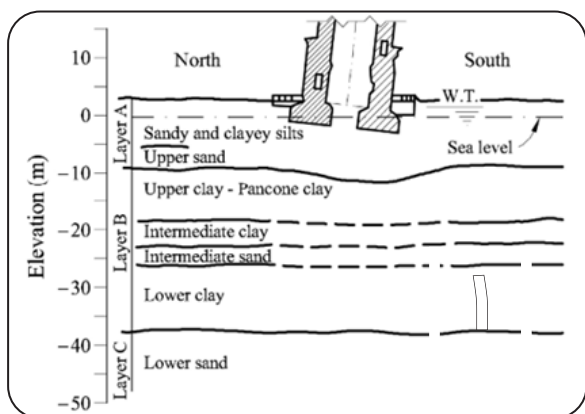 10
0
−10
−20
−30
−40
−50
Elevation (m)
Layer A
Layer B
Layer C
North
South
W.T.
Sea level
Sandy and clayey silts
Upper sand
Upper clay - Pancone clay
Intermediate clay
Intermediate sand
Lower clay
Lower sand